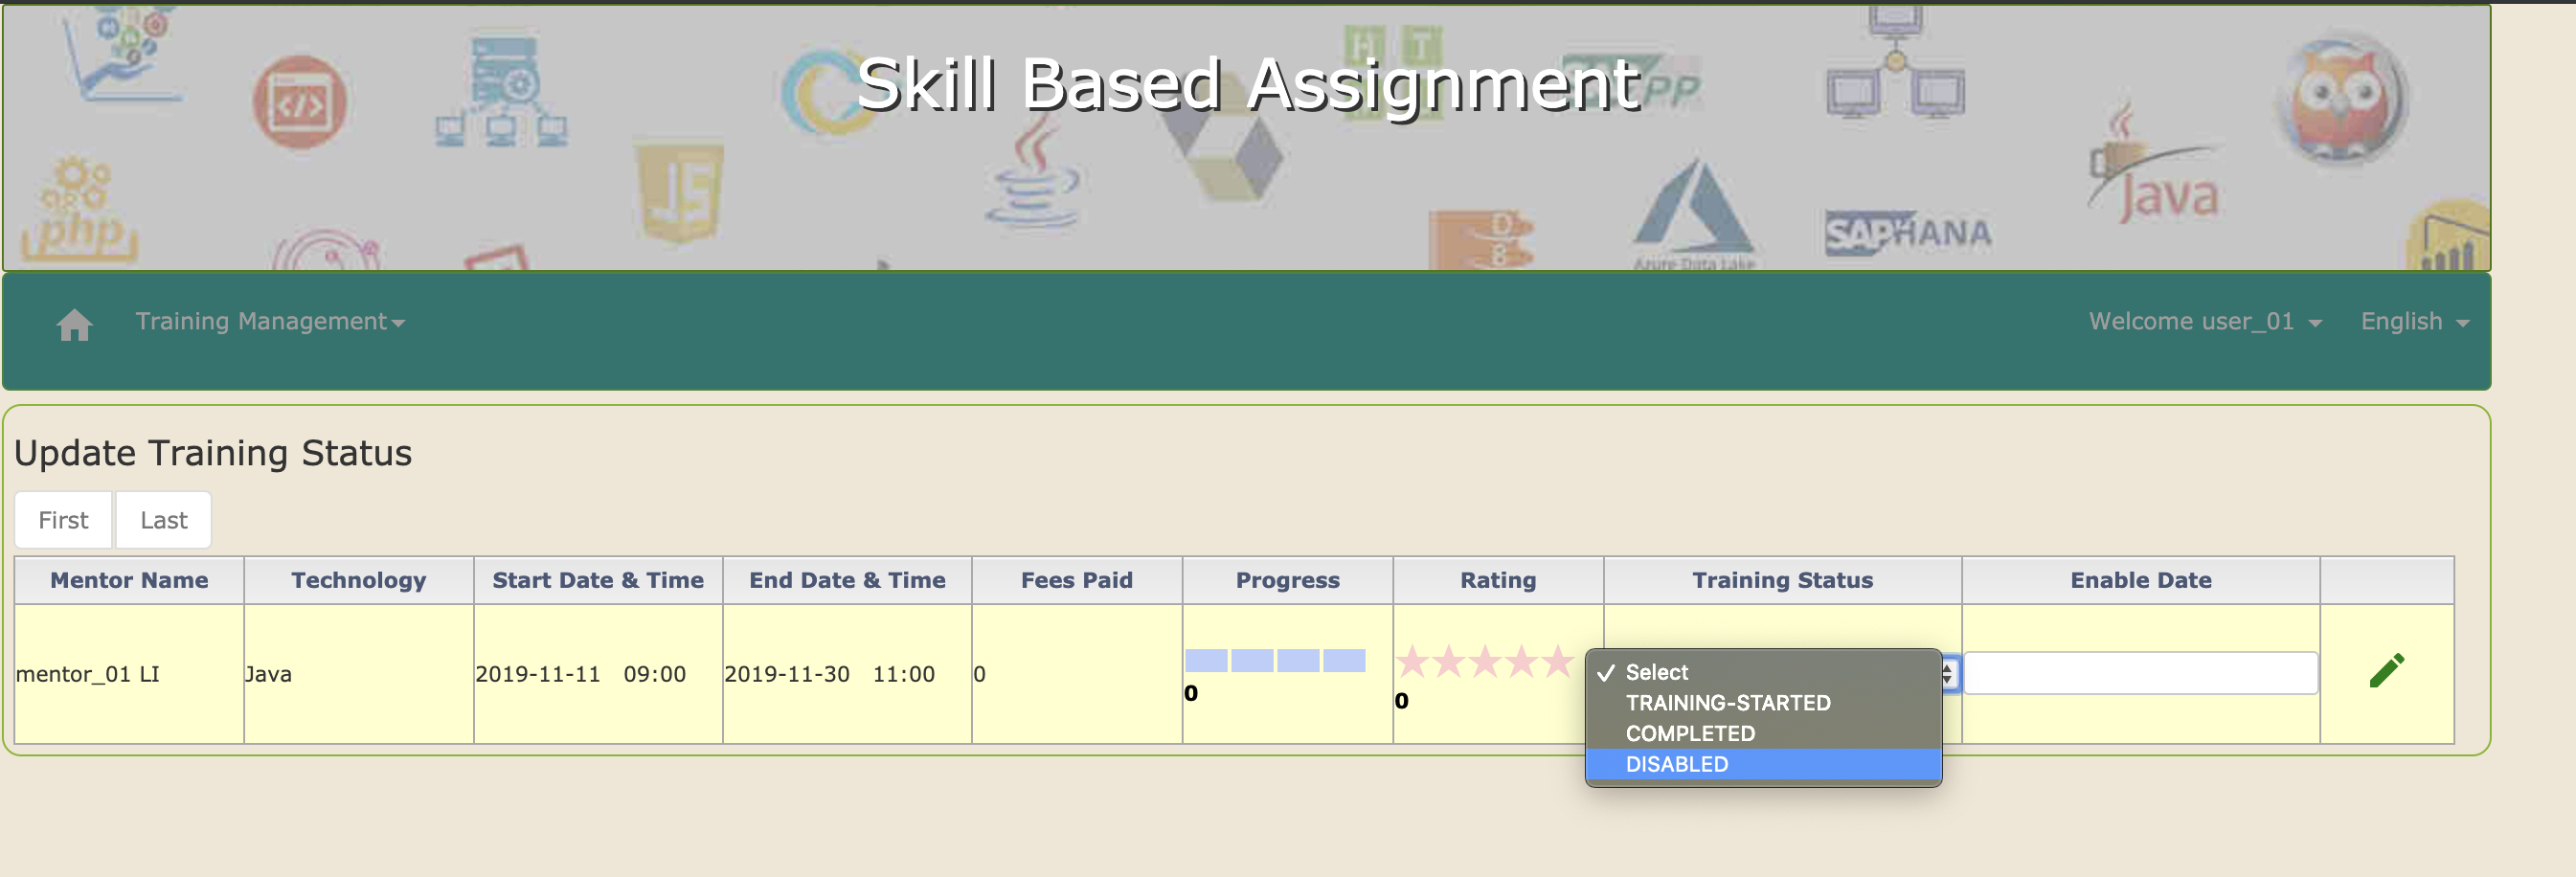 Skill Based Assignment
H T
PP
JS
php
Java
D
8
Azure Data Lake
SAP HANA
Training Management
Welcome user_01
English
Update Training Status
First Last
Mentor Name Technology Start Date & Time End Date & Time Fees Paid Progress Rating Training Status Enable Date
mentor_01 LI Java 2019-11-11 09:00 2019-11-30 11:00 0
0
0
Select
TRAINING-STARTED
COMPLETED
DISABLED